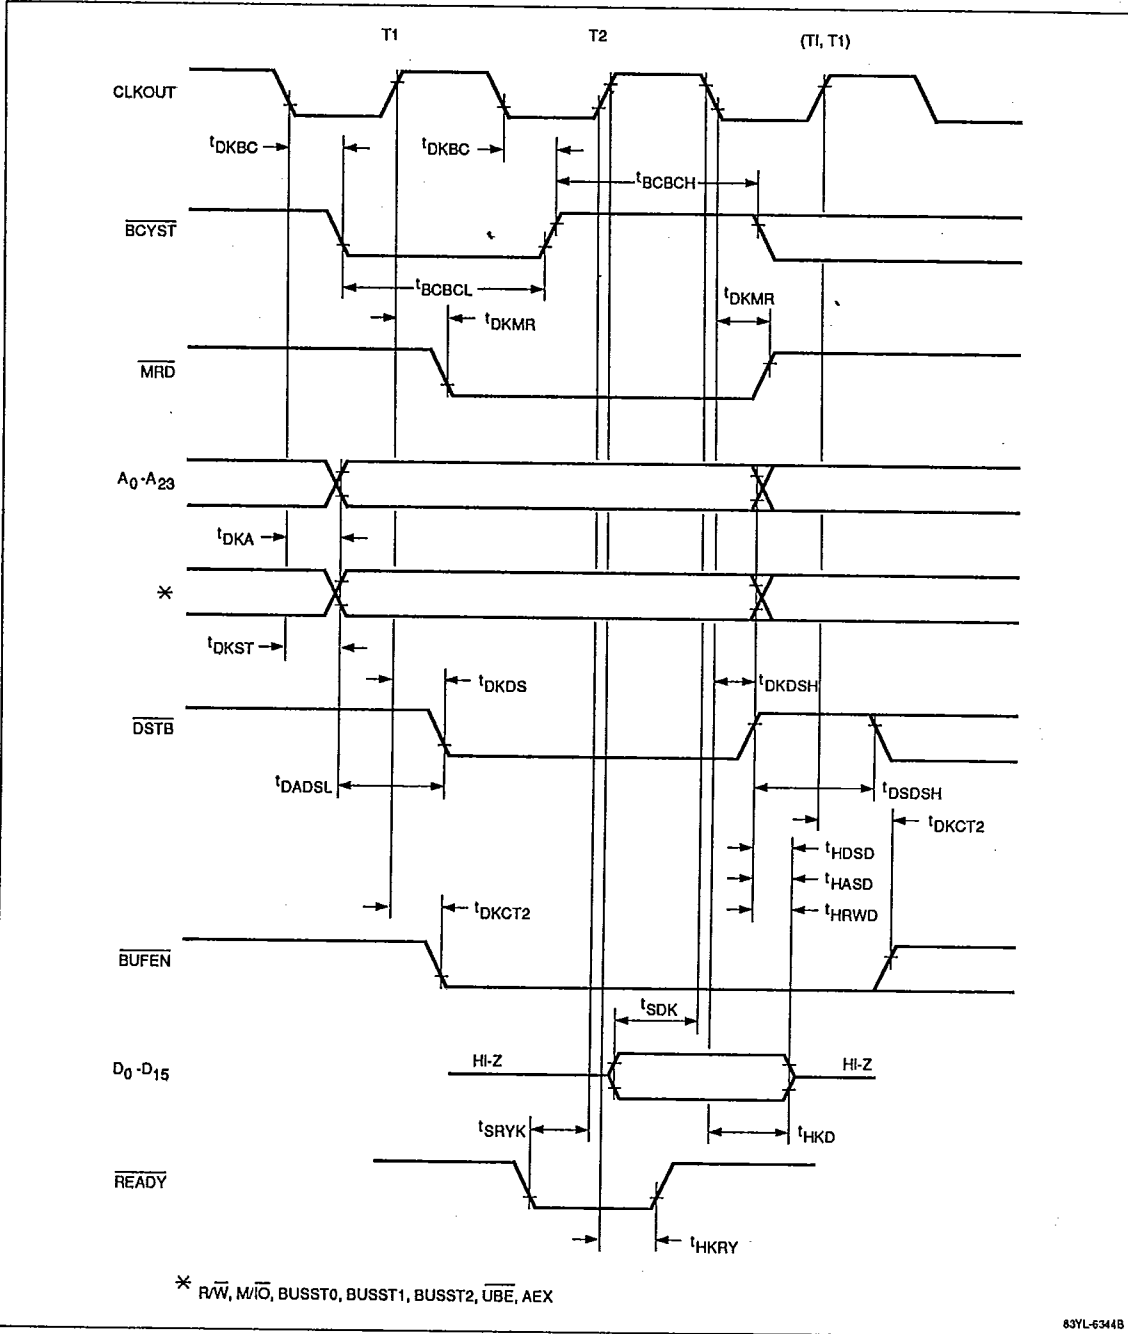 T1 T2 (TI, T1)
CLKOUT
tDKBC tDKBC
tBCBCH
BCYST
tBCBCL
tDKMR tDKMR
MRD
A0-A23
tDKA
*
tDKST
tDKDS tDKDSH
DSTB
tDADSL tDSDSH
tDKCT2
tHDSD
tHASD
tDKCT2 tHRWD
BUFEN
tSDK
D0-D15 HI-Z HI-Z
tSRYK tHKD
READY
tHKRY
* R/W, M/IO, BUSST0, BUSST1, BUSST2, UBE, AEX
83YL-6344B